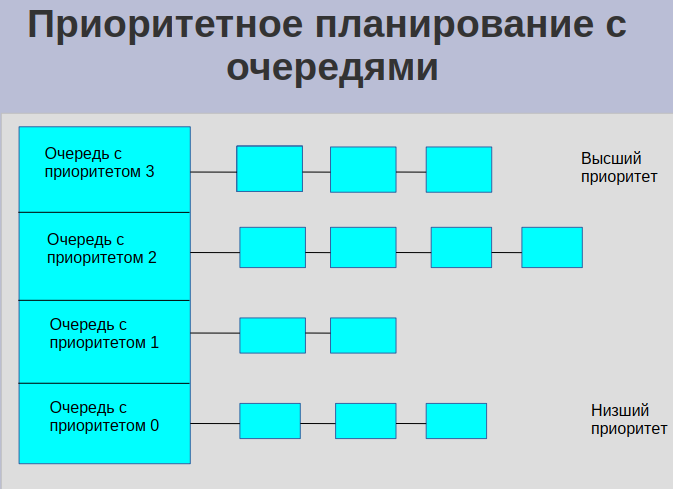 Приоритетное планирование с
очередями
Очередь с
приоритетом 3
Высший
приоритет
Очередь с
приоритетом 2
Очередь с
приоритетом 1
Очередь с
приоритетом 0
Низший
приоритет